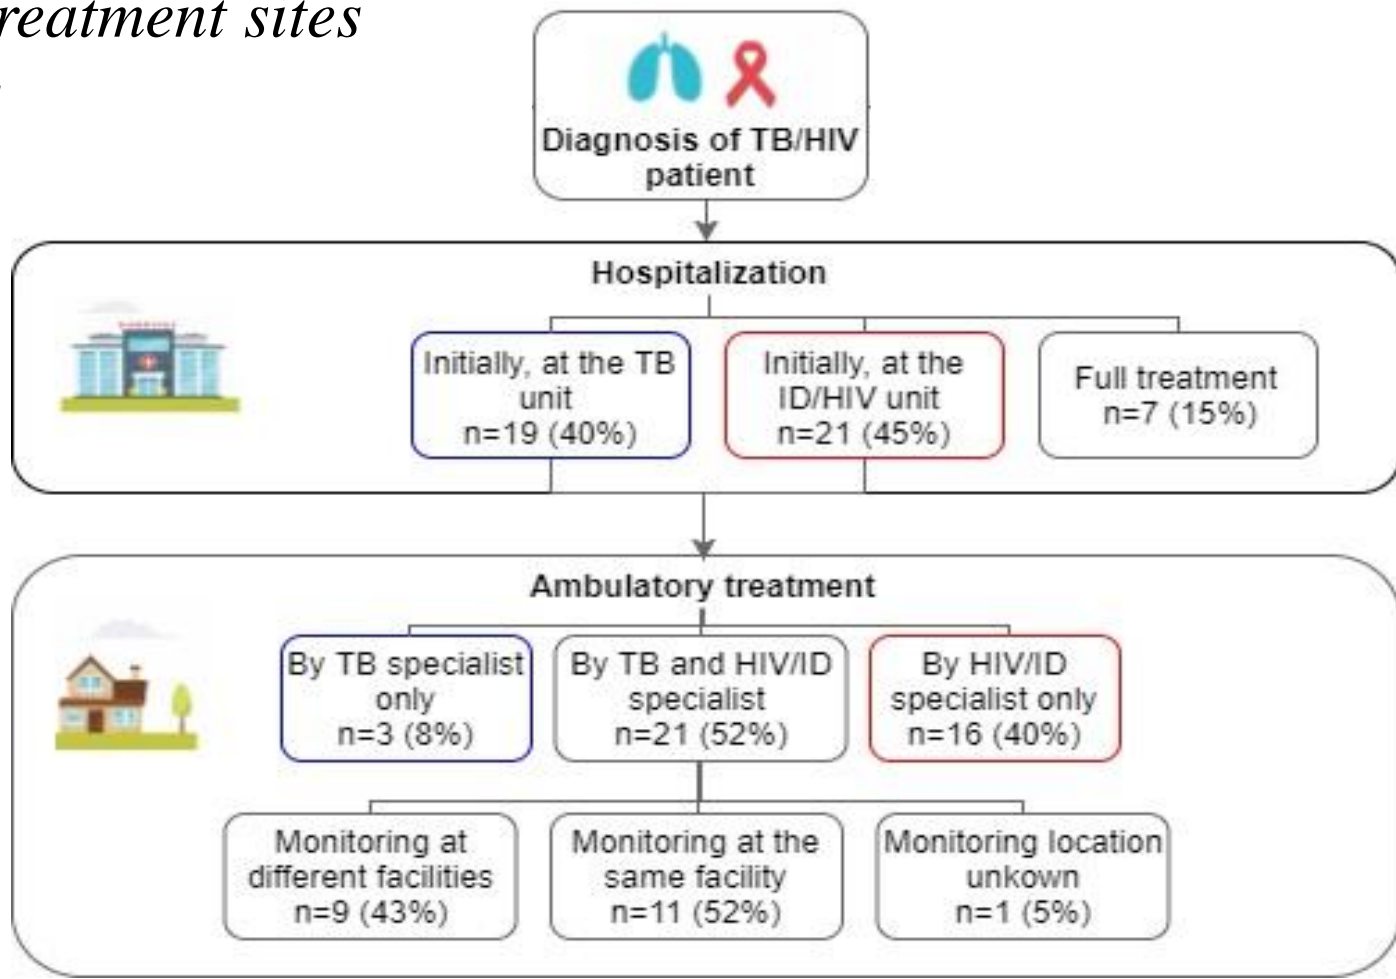 reatment sites
Diagnosis of TB/HIV
patient
Hospitalization
Initially, at the TB
unit
n=19 (40%)
Initially, at the
ID/HIV unit
n=21 (45%)
Full treatment
n=7 (15%)
Ambulatory treatment
By TB specialist
only
n=3 (8%)
By TB and HIV/ID
specialist
n=21 (52%)
By HIV/ID
specialist only
n=16 (40%)
Monitoring at
different facilities
n=9 (43%)
Monitoring at the
same facility
n=11 (52%)
Monitoring location
unkown
n=1 (5%)